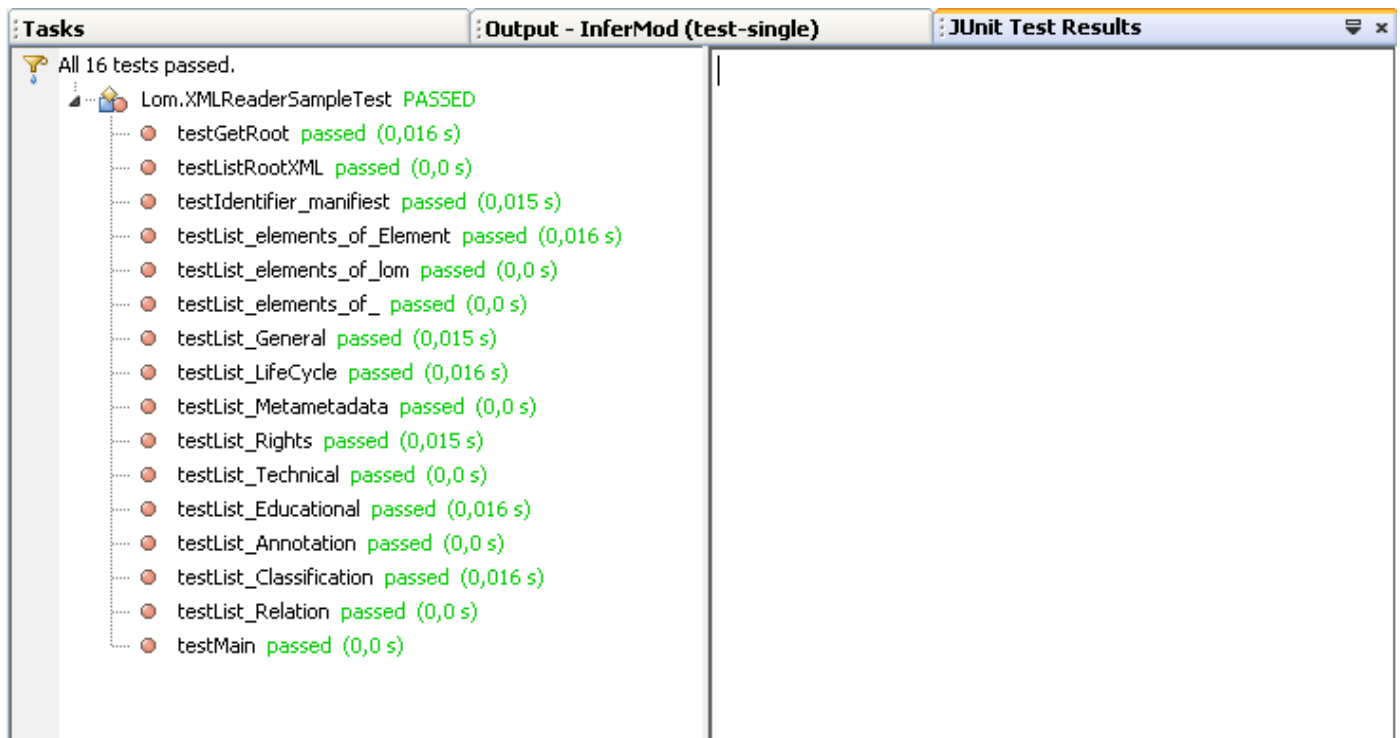 Tasks
Output - InferMod (test-single)
JUnit Test Results
All 16 tests passed.
Lom.XMLReaderSampleTest PASSED
testGetRoot passed (0,016 s)
testListRootXML passed (0,0 s)
testIdentifier_manifiest passed (0,015 s)
testList_elements_of_Element passed (0,016 s)
testList_elements_of_lom passed (0,0 s)
testList_elements_of_ passed (0,0 s)
testList_General passed (0,015 s)
testList_LifeCycle passed (0,016 s)
testList_Metametadata passed (0,0 s)
testList_Rights passed (0,015 s)
testList_Technical passed (0,0 s)
testList_Educational passed (0,016 s)
testList_Annotation passed (0,0 s)
testList_Classification passed (0,016 s)
testList_Relation passed (0,0 s)
testMain passed (0,0 s)